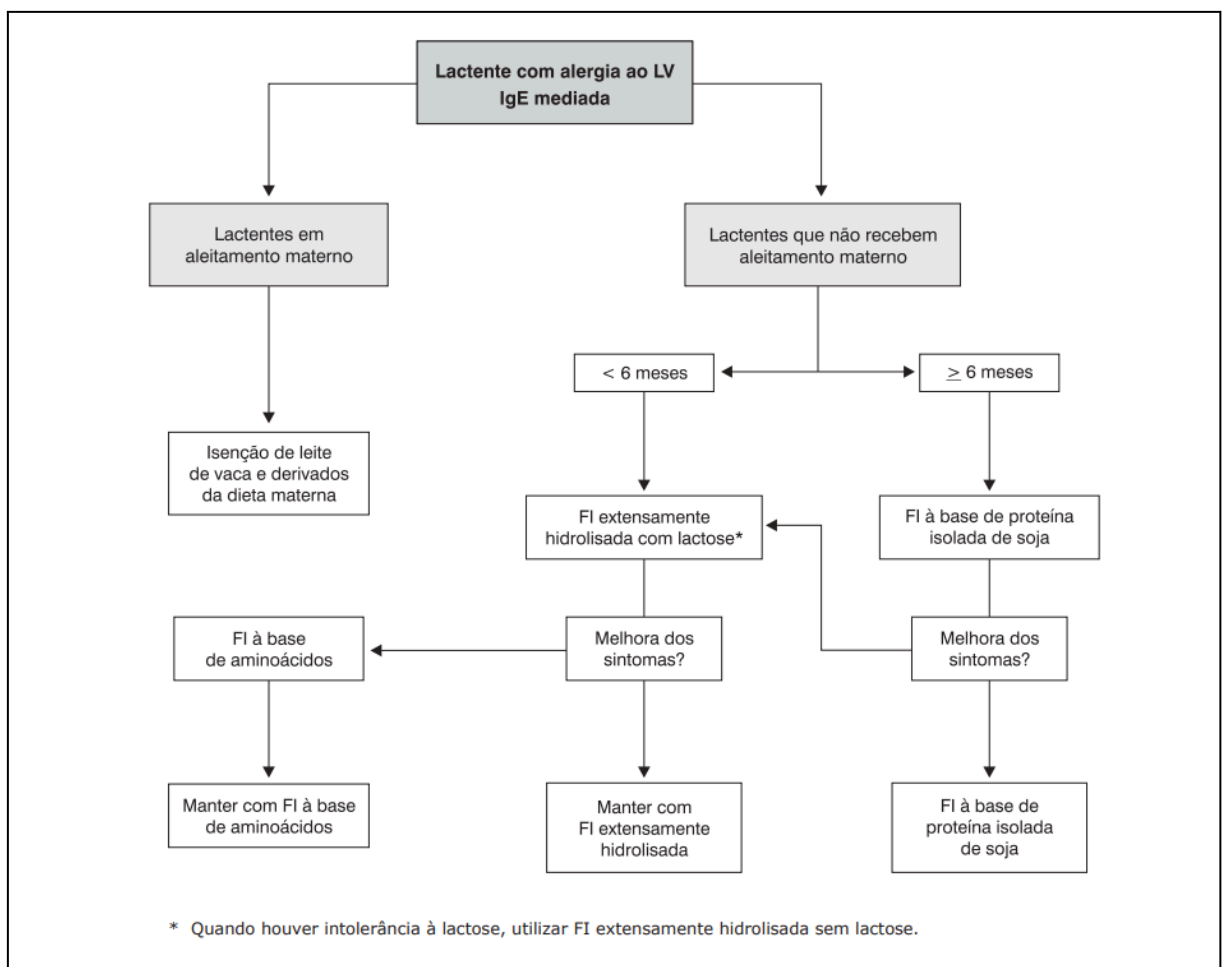 Lactente com alergia ao LV
IgE mediada
Lactentes em
aleitamento materno
Lactentes que não recebem
aleitamento materno
< 6 meses
≥ 6 meses
Isenção de leite
de vaca e derivados
da dieta materna
FI extensamente
hidrolisada com lactose*
FI à base de proteína
isolada de soja
FI à base
de aminoácidos
Melhora dos
sintomas?
Melhora dos
sintomas?
Manter com FI à base
de aminoácidos
Manter com
FI extensamente
hidrolisada
FI à base de
proteína isolada
de soja
* Quando houver intolerância à lactose, utilizar FI extensamente hidrolisada sem lactose.